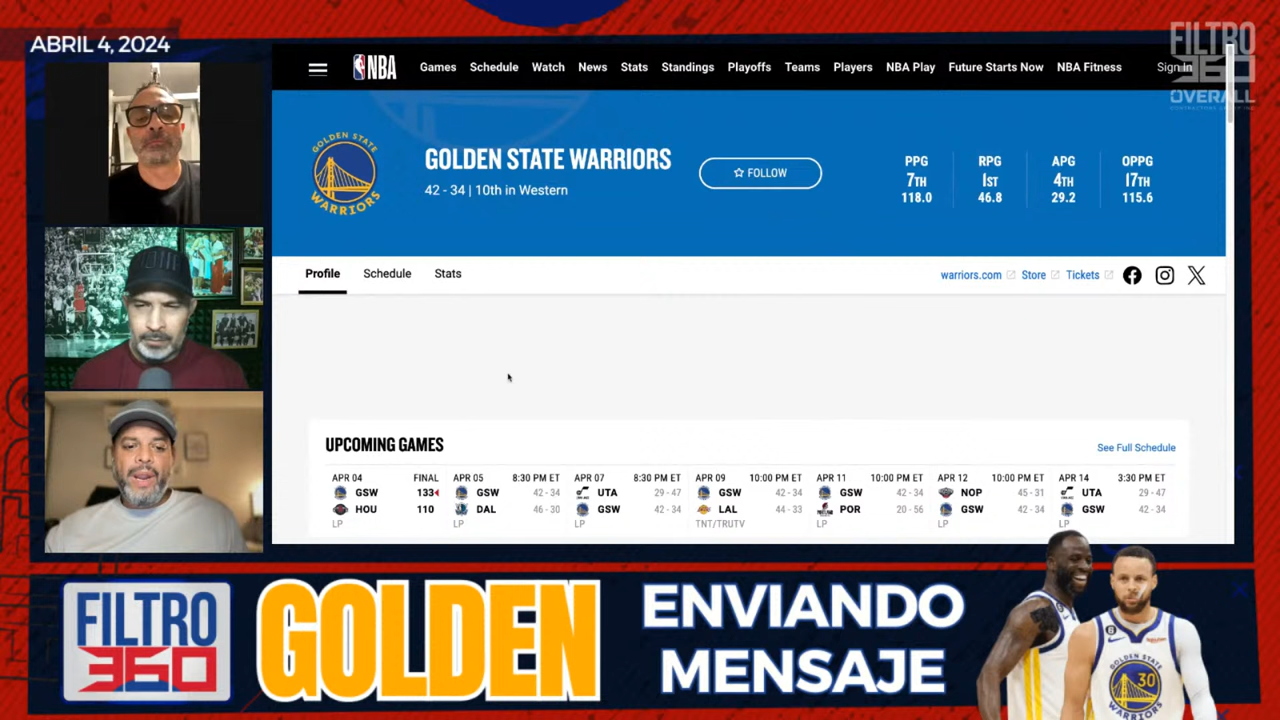 ABRIL 4, 2024
FILTRO
360
OVERALL
NBA
Games Schedule Watch News Stats Standings Playoffs Teams Players NBA Play Future Starts Now NBA Fitness Sign In
GOLDEN STATE
WARRIORS
GOLDEN STATE WARRIORS
42 - 34 | 10th in Western
FOLLOW
PPG RPG APG OPPG
7TH 1ST 4TH 17TH
118.0 46.8 29.2 115.6
Profile Schedule Stats
warriors.com Store Tickets
UPCOMING GAMES
See Full Schedule
APR 04 FINAL APR 05 8:30 PM ET APR 07 8:30 PM ET APR 09 10:00 PM ET APR 11 10:00 PM ET APR 12 10:00 PM ET APR 14 3:30 PM ET
GSW 133 GSW 42 - 34 UTA 29 - 47 GSW 42 - 34 GSW 42 - 34 NOP 45 - 31 UTA 29 - 47
HOU 110 DAL 46 - 30 GSW 42 - 34 LAL 44 - 33 POR 20 - 56 GSW 42 - 34 GSW 42 - 34
LP LP LP TNT/TRUTV LP LP LP
FILTRO
360
GOLDEN
ENVIANDO
MENSAJE
GOLDEN STATE
30
WARRIORS